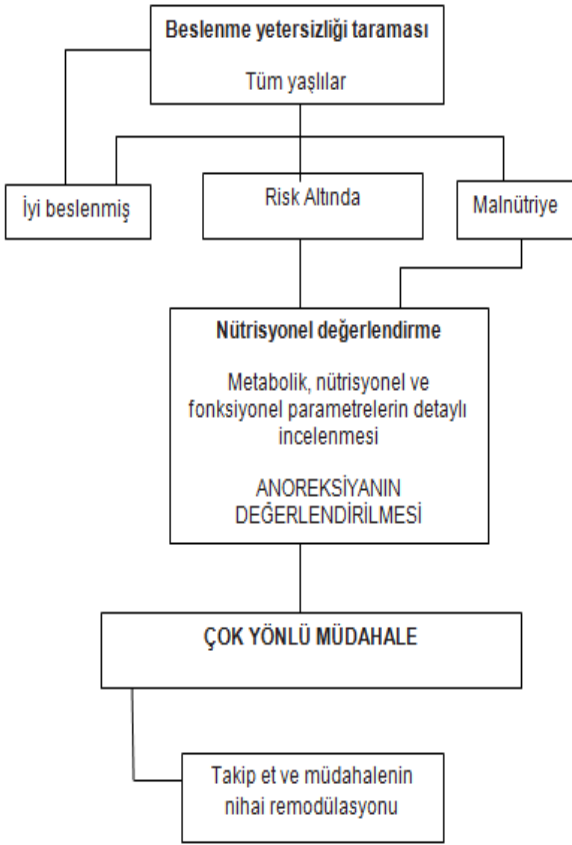 Beslenme yetersizliği taraması
Tüm yaşlılar
İyi beslenmiş
Risk Altında
Malnütriye
Nütrisyonel değerlendirme
Metabolik, nütrisyonel ve
fonksiyonel parametrelerin detaylı
incelenmesi
ANOREKSİYANIN
DEĞERLENDİRİLMESİ
ÇOK YÖNLÜ MÜDAHALE
Takip et ve müdahalenin
nihai remodülasyonu